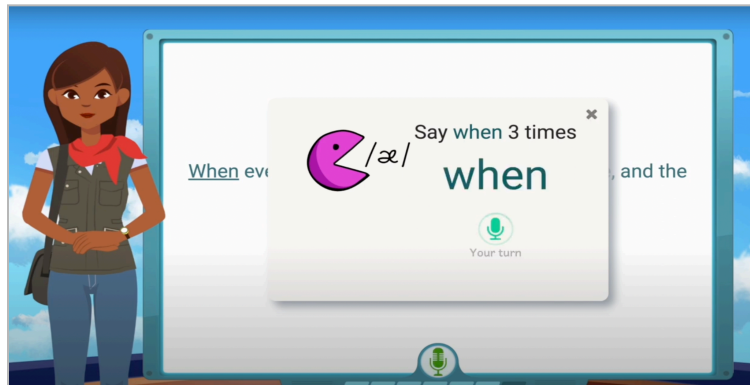 /æ/
Say when 3 times
when
When eve , and the
Your turn